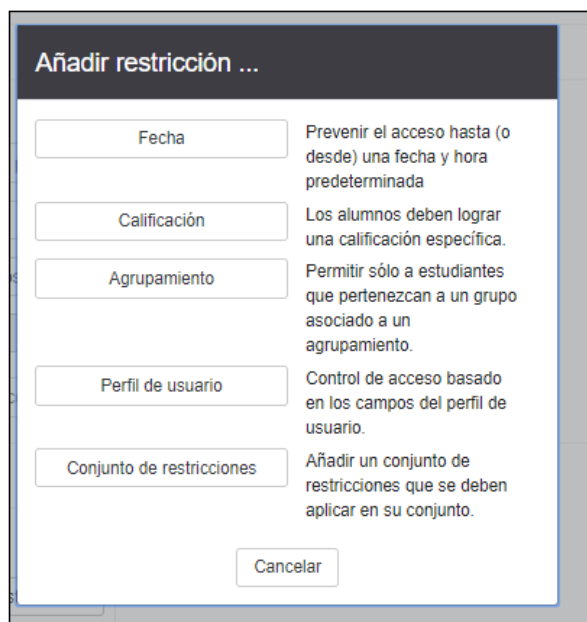 Añadir restricción ...
Fecha
Prevenir el acceso hasta (o
desde) una fecha y hora
predeterminada
Calificación
Los alumnos deben lograr
una calificación específica.
Agrupamiento
Permitir sólo a estudiantes
que pertenezcan a un grupo
asociado a un
agrupamiento.
Perfil de usuario
Control de acceso basado
en los campos del perfil de
usuario.
Conjunto de restricciones
Añadir un conjunto de
restricciones que se deben
aplicar en su conjunto.
Cancelar